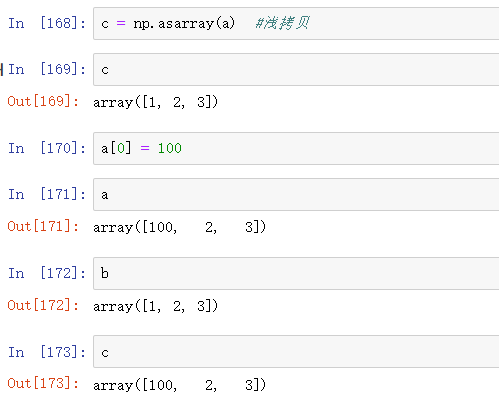 In [168]: c = np.asarray(a)  #浅拷贝
In [169]: c
Out[169]: array([1, 2, 3])
In [170]: a[0] = 100
In [171]: a
Out[171]: array([100,   2,   3])
In [172]: b
Out[172]: array([1, 2, 3])
In [173]: c
Out[173]: array([100,   2,   3])